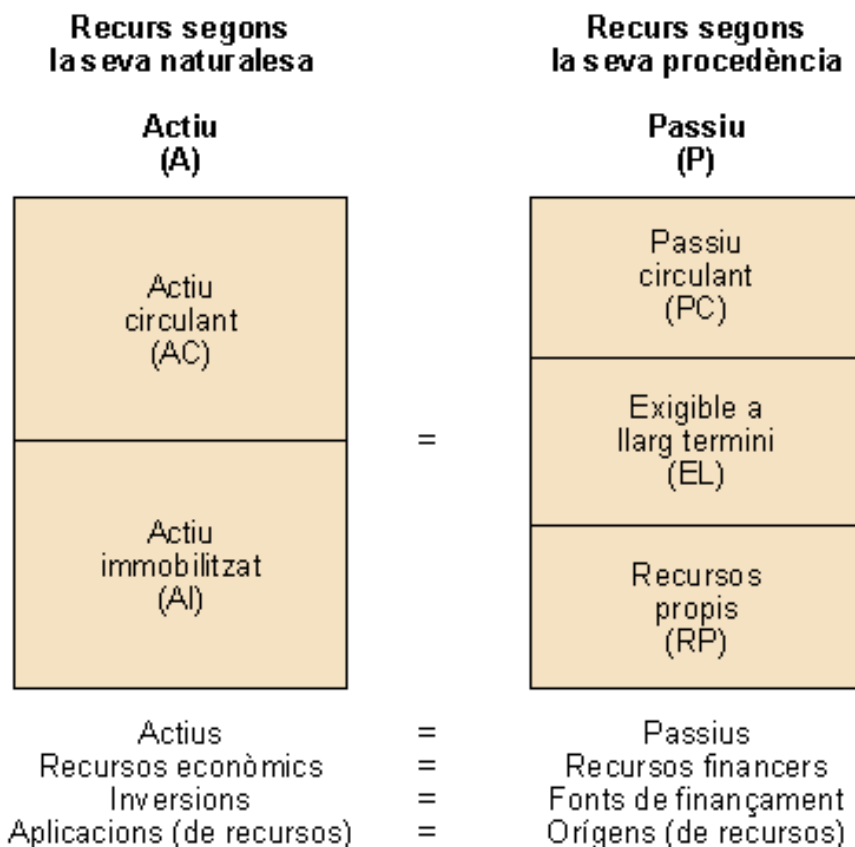 Recurs segons
la seva naturalesa
Actiu
(A)
Actiu
circulant
(AC)
Actiu
immobilitzat
(AI)
=
Recurs segons
la seva procedència
Passiu
(P)
Passiu
circulant
(PC)
Exigible a
llarg termini
(EL)
Recursos
propis
(RP)
Actius = Passius
Recursos econòmics = Recursos financers
Inversions = Fonts de finançament
Aplicacions (de recursos) = Orígens (de recursos)